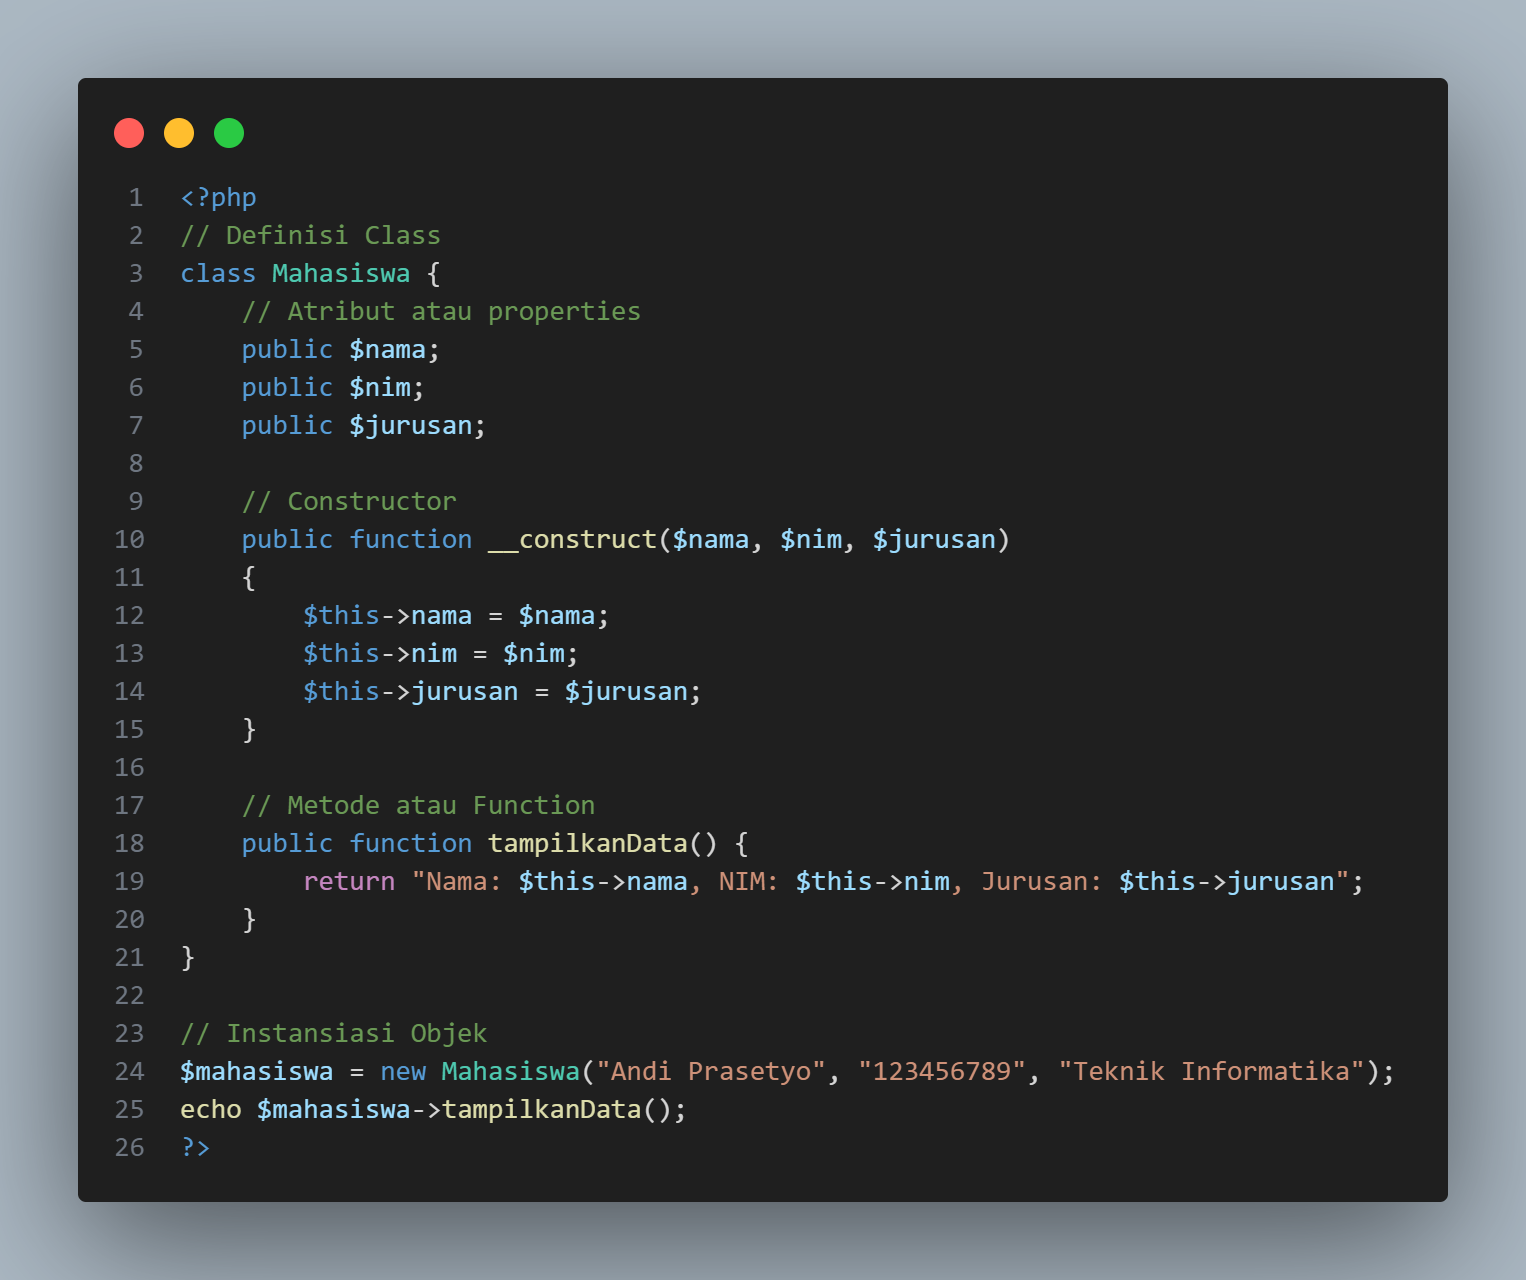 1 <?php
2 // Definisi Class
3 class Mahasiswa {
4     // Atribut atau properties
5     public $nama;
6     public $nim;
7     public $jurusan;
8
9     // Constructor
10     public function __construct($nama, $nim, $jurusan)
11     {
12         $this->nama = $nama;
13         $this->nim = $nim;
14         $this->jurusan = $jurusan;
15     }
16
17     // Metode atau Function
18     public function tampilkanData() {
19         return "Nama: $this->nama, NIM: $this->nim, Jurusan: $this->jurusan";
20     }
21 }
22
23 // Instansiasi Objek
24 $mahasiswa = new Mahasiswa("Andi Prasetyo", "123456789", "Teknik Informatika");
25 echo $mahasiswa->tampilkanData();
26 ?>